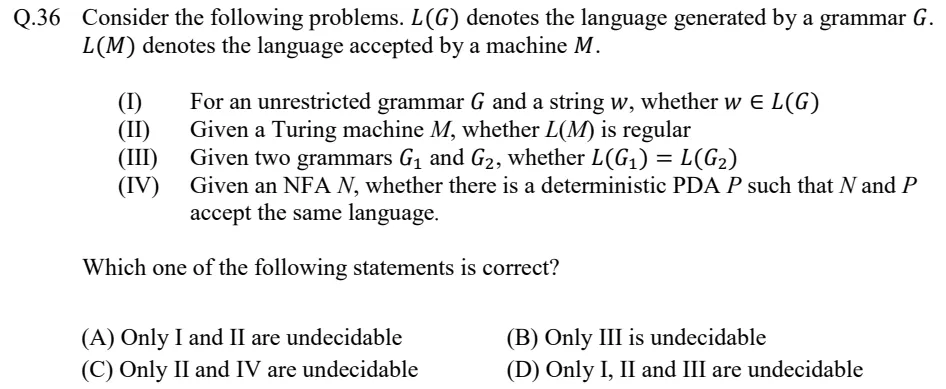 Q.36 Consider the following problems. L(G) denotes the language generated by a grammar G.
L(M) denotes the language accepted by a machine M.
(I) For an unrestricted grammar G and a string w, whether w ∈ L(G)
(II) Given a Turing machine M, whether L(M) is regular
(III) Given two grammars G₁ and G₂, whether L(G₁) = L(G₂)
(IV) Given an NFA N, whether there is a deterministic PDA P such that N and P
accept the same language.
Which one of the following statements is correct?
(A) Only I and II are undecidable (B) Only III is undecidable
(C) Only II and IV are undecidable (D) Only I, II and III are undecidable